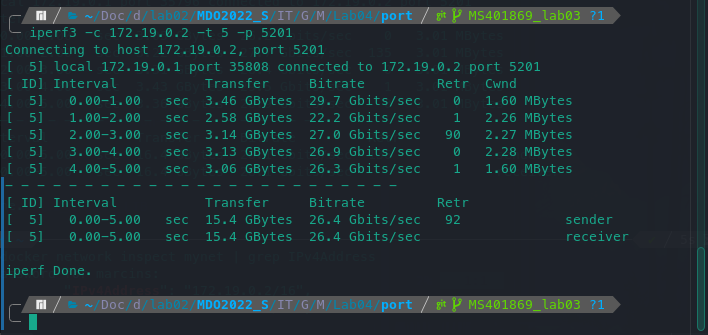 ~/Doc/d/lab02/MDO2022_S/IT/G/M/Lab04/port git MS401869_lab03 ?1
iperf3 -c 172.19.0.2 -t 5 -p 5201
Connecting to host 172.19.0.2, port 5201
[  5] local 172.19.0.1 port 35808 connected to 172.19.0.2 port 5201
[ ID] Interval           Transfer     Bitrate         Retr  Cwnd
[  5]   0.00-1.00   sec  3.46 GBytes  29.7 Gbits/sec    0   1.60 MBytes
[  5]   1.00-2.00   sec  2.58 GBytes  22.2 Gbits/sec    1   2.26 MBytes
[  5]   2.00-3.00   sec  3.14 GBytes  27.0 Gbits/sec   90   2.27 MBytes
[  5]   3.00-4.00   sec  3.13 GBytes  26.9 Gbits/sec    0   2.28 MBytes
[  5]   4.00-5.00   sec  3.06 GBytes  26.3 Gbits/sec    1   1.60 MBytes
- - - - - - - - - - - - - - - - - - - - - - - - -
[ ID] Interval           Transfer     Bitrate         Retr
[  5]   0.00-5.00   sec  15.4 GBytes  26.4 Gbits/sec   92             sender
[  5]   0.00-5.00   sec  15.4 GBytes  26.4 Gbits/sec                  receiver
iperf Done.
~/Doc/d/lab02/MDO2022_S/IT/G/M/Lab04/port git MS401869_lab03 ?1